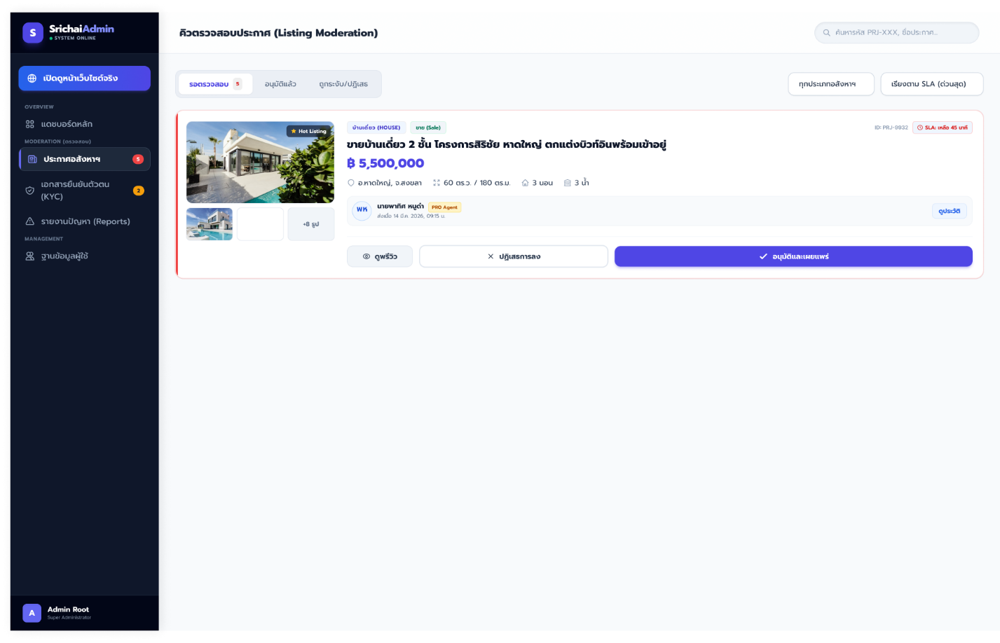 S
SrichaiAdmin
SYSTEM ONLINE
เปิดดูหน้าเว็บไซต์จริง
OVERVIEW
แดชบอร์ดหลัก
MODERATION (ตรวจสอบ)
ประกาศอสังหาฯ 5
เอกสารยืนยันตัวตน
(KYC)
2
รายงานปัญหา (Reports)
MANAGEMENT
ฐานข้อมูลผู้ใช้
A
Admin Root
Super Administrator
คิวตรวจสอบประกาศ (Listing Moderation)
ค้นหารหัส PRJ-XXX, ชื่อประกาศ...
รอตรวจสอบ 5 อนุมัติแล้ว ถูกระงับ/ปฏิเสธ
ทุกประเภทอสังหาฯ เรียงตาม SLA (ด่วนสุด)
Hot Listing
+8 รูป
บ้านเดี่ยว (HOUSE) ขาย (Sale) ID: PRJ-9932 SLA: เหลือ 45 นาที
ขายบ้านเดี่ยว 2 ชั้น โครงการสิริชัย หาดใหญ่ ตกแต่งบิวท์อินพร้อมเข้าอยู่
฿ 5,500,000
อ.หาดใหญ่, จ.สงขลา 60 ตร.ว. / 180 ตร.ม. 3 นอน 3 น้ำ
พห
นายพาทิศ หนูดำ PRO Agent
ส่งเมื่อ 14 มี.ค. 2026, 09:15 น.
ดูประวัติ
ดูพรีวิว ปฏิเสธการลง อนุมัติและเผยแพร่